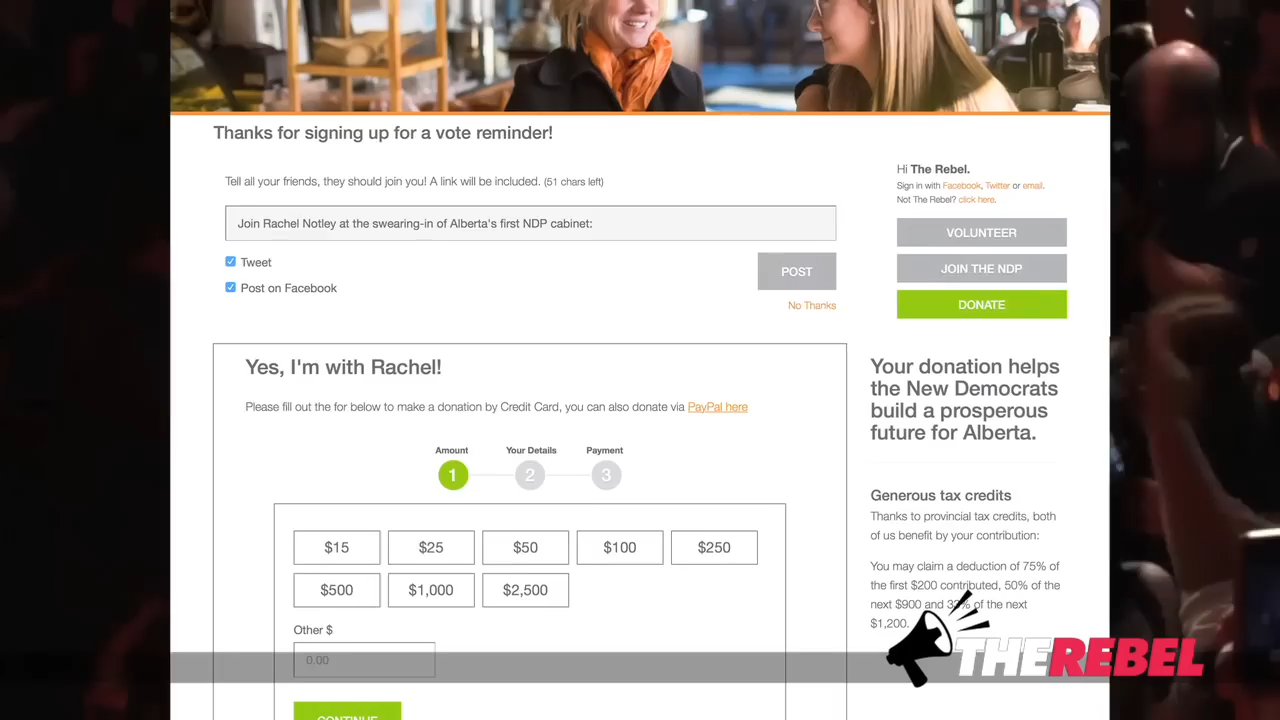 Thanks for signing up for a vote reminder!
Tell all your friends, they should join you! A link will be included. (51 chars left)
Join Rachel Notley at the swearing-in of Alberta's first NDP cabinet:
Tweet
Post on Facebook
POST
No Thanks
Hi The Rebel.
Sign in with Facebook, Twitter or email.
Not The Rebel? click here.
VOLUNTEER
JOIN THE NDP
DONATE
Yes, I'm with Rachel!
Please fill out the for below to make a donation by Credit Card, you can also donate via PayPal here
Amount
Your Details
Payment
1
2
3
$15
$25
$50
$100
$250
$500
$1,000
$2,500
Other $
0.00
CONTINUE
Your donation helps
the New Democrats
build a prosperous
future for Alberta.
Generous tax credits
Thanks to provincial tax credits, both
of us benefit by your contribution:
You may claim a deduction of 75% of
the first $200 contributed, 50% of the
next $900 and 33% of the next
$1,200.
THEREBEL